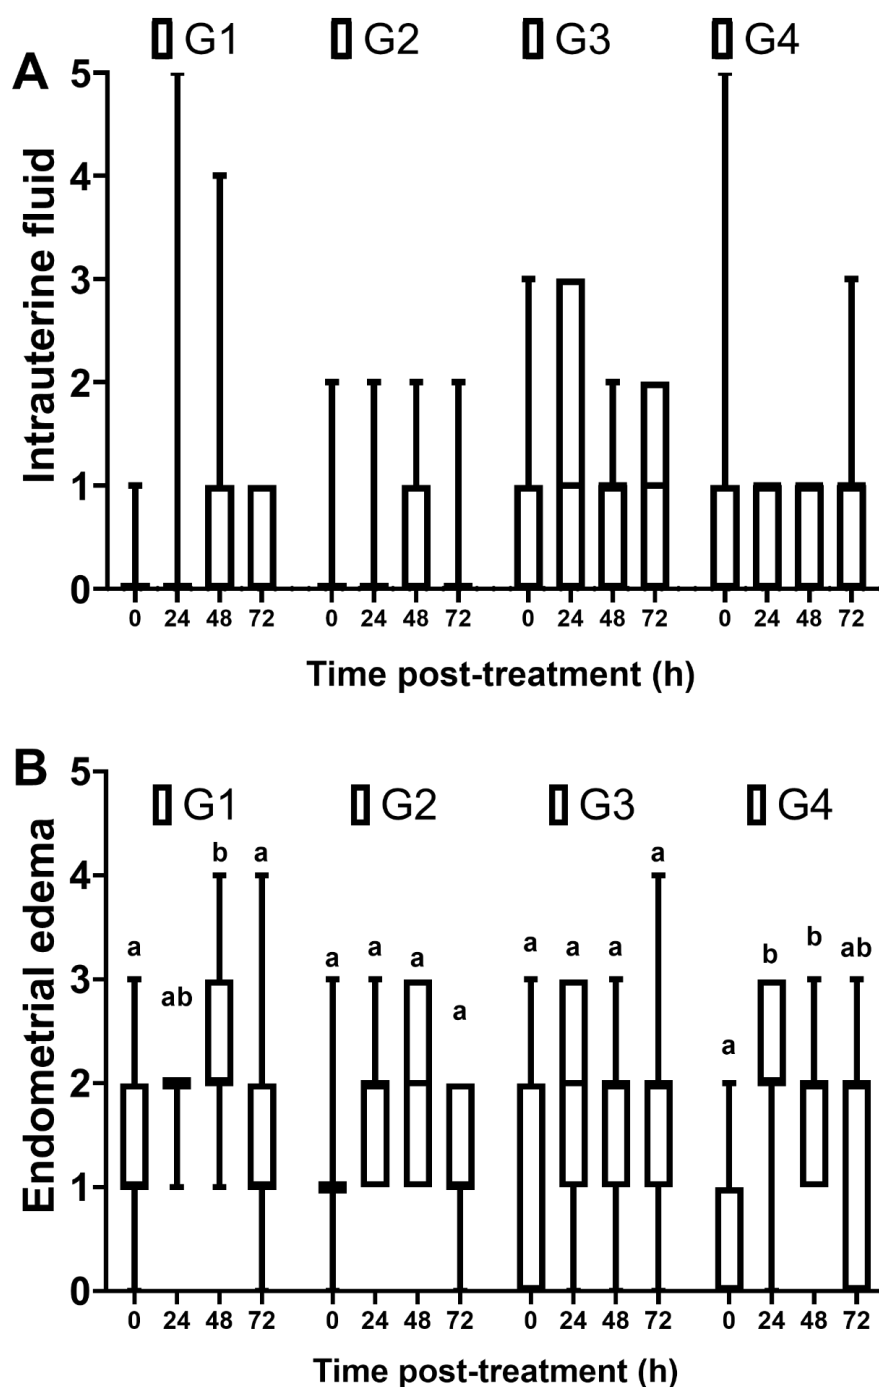 G1 G2 G3 G4
A
Intrauterine fluid
5
4
3
2
1
0
0 24 48 72 0 24 48 72 0 24 48 72 0 24 48 72
Time post-treatment (h)
B
Endometrial edema
5
4
3
2
1
0
G1 G2 G3 G4
a ab b a a a a a a a a a a b b ab
0 24 48 72 0 24 48 72 0 24 48 72 0 24 48 72
Time post-treatment (h)